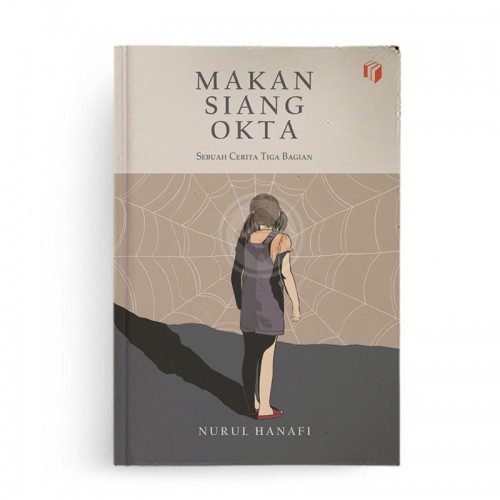 MAKAN
SIANG
OKTA
SEBUAH CERITA TIGA BAGIAN
NURUL HANAFI